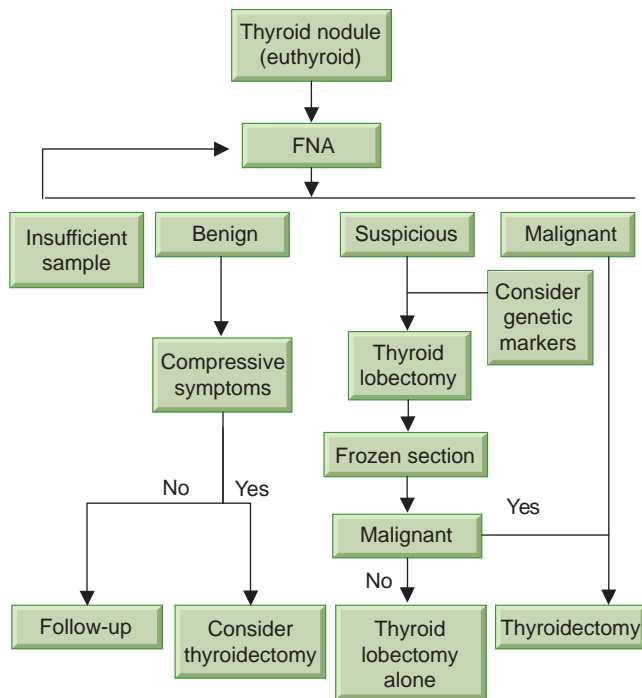 Thyroid nodule
(euthyroid)
FNA
Insufficient
sample
Benign
Suspicious
Malignant
Consider
genetic
markers
Compressive
symptoms
Thyroid
lobectomy
Frozen section
No
Yes
Malignant
Yes
No
Follow-up
Consider
thyroidectomy
Thyroid
lobectomy
alone
Thyroidectomy